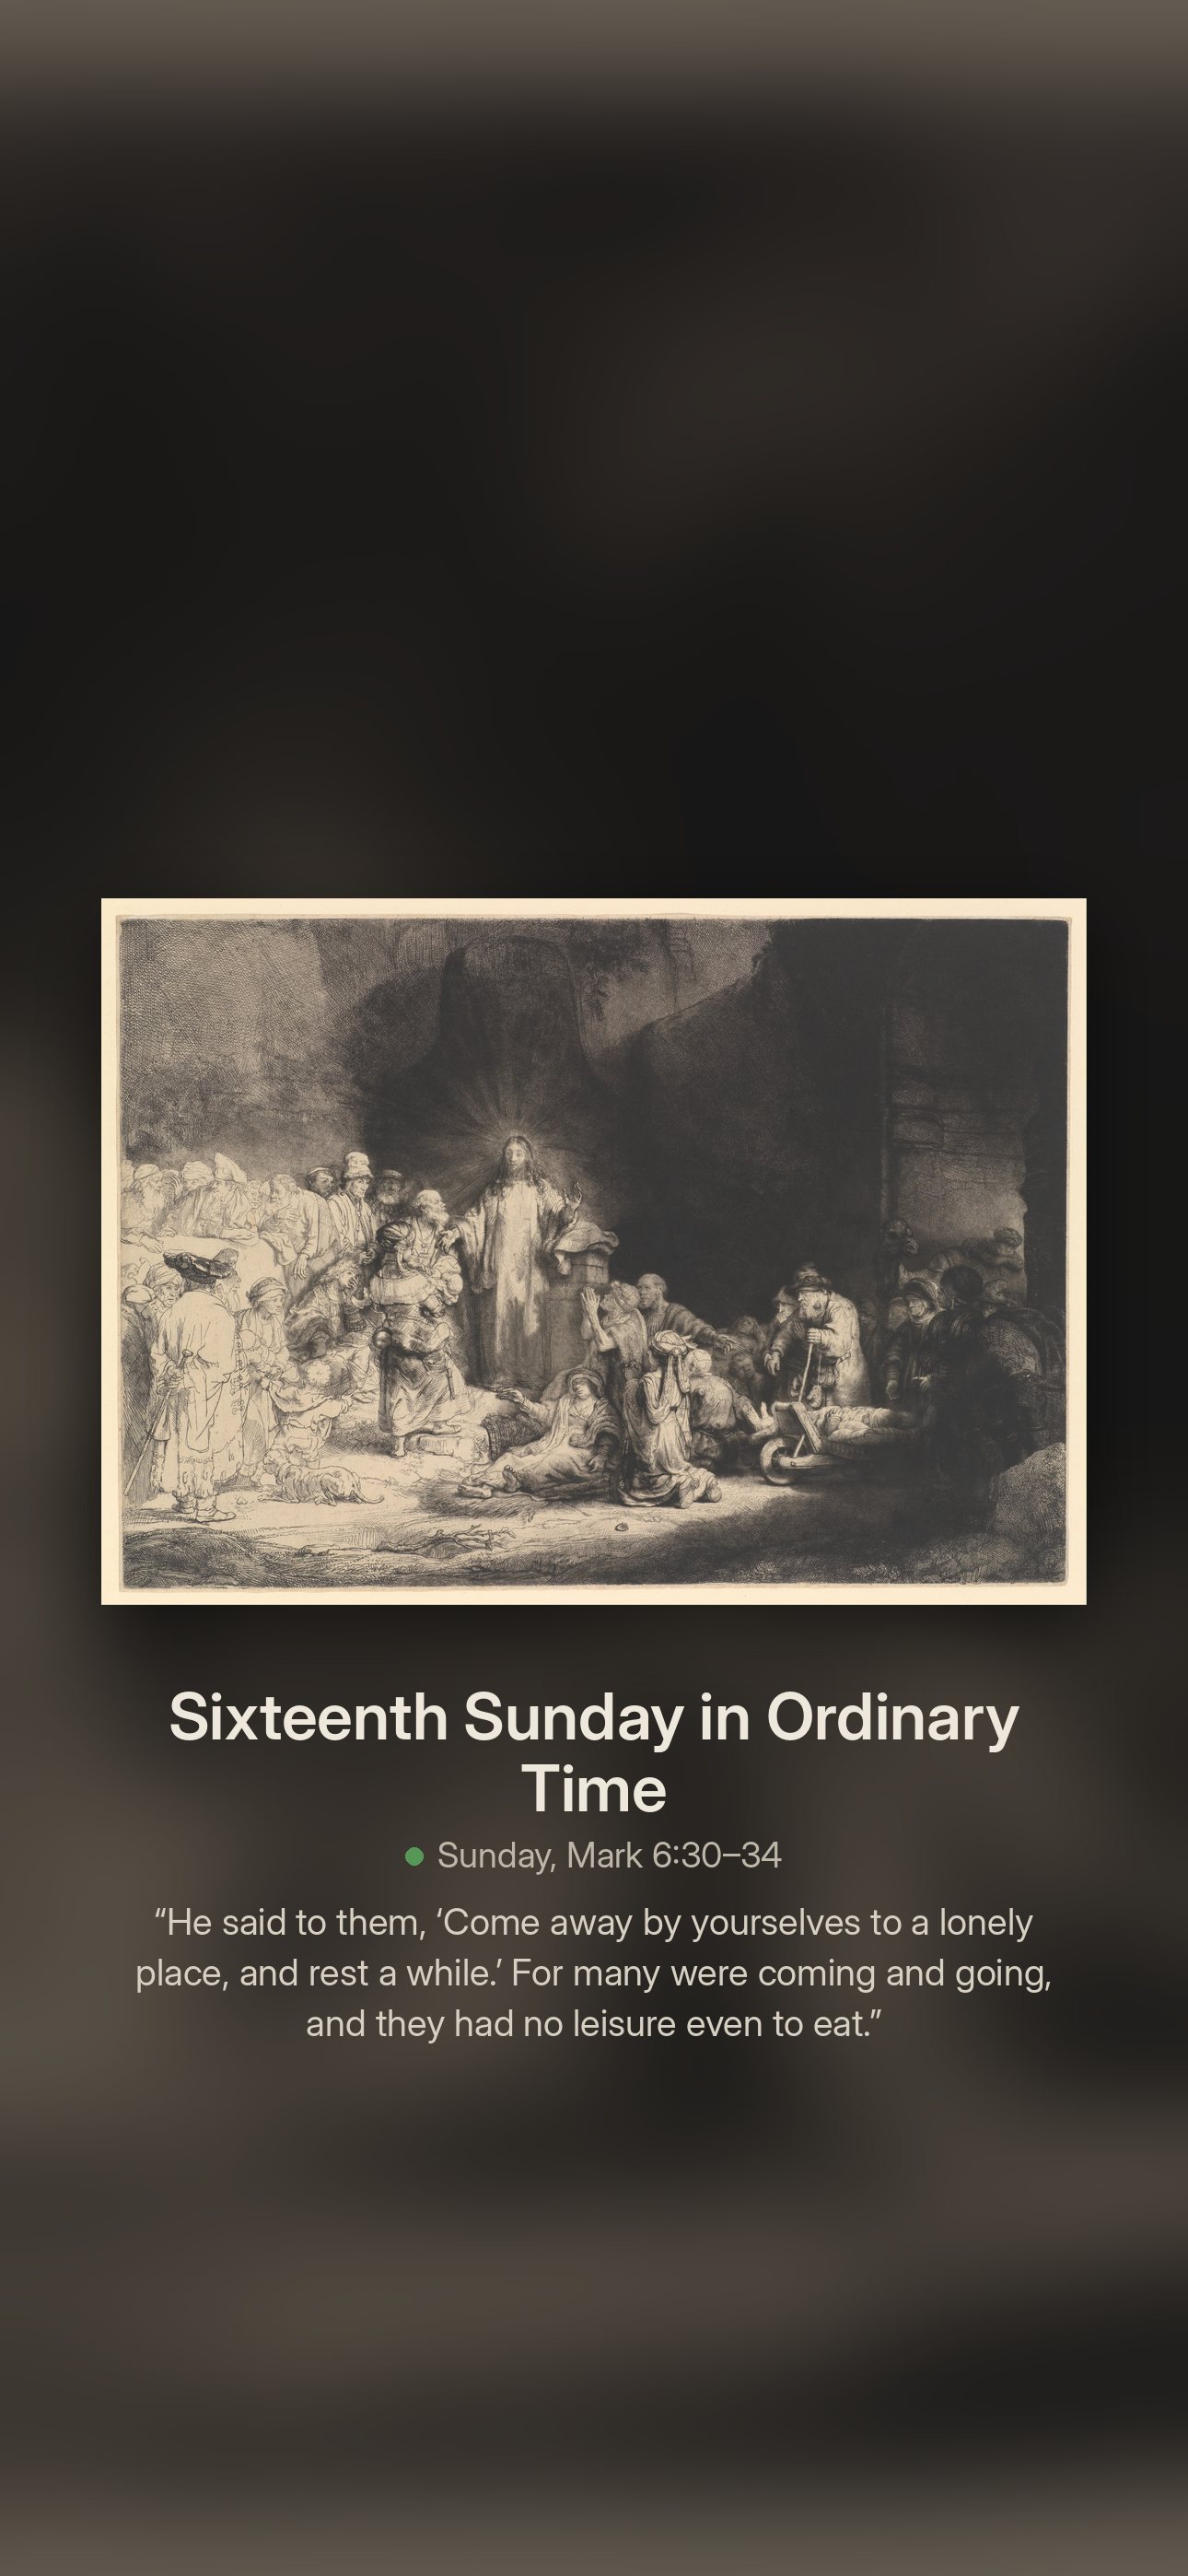 Sixteenth Sunday in Ordinary
Time
Sunday, Mark 6:30–34
“He said to them, ‘Come away by yourselves to a lonely
place, and rest a while.’ For many were coming and going,
and they had no leisure even to eat.”